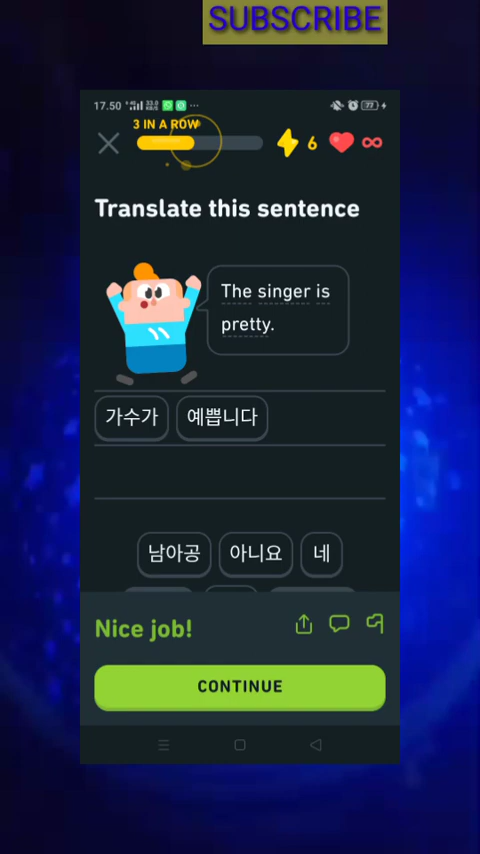 SUBSCRIBE
17.50
77
3 IN A ROW
6
∞
Translate this sentence
The singer is
pretty.
가수가 예쁩니다
남아공 아니요 네
Nice job!
CONTINUE